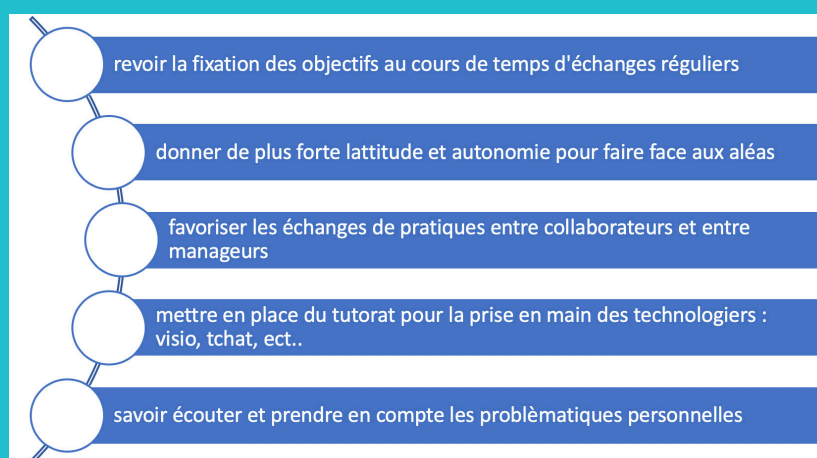 revoir la fixation des objectifs au cours de temps d'échanges réguliers
donner de plus forte lattitude et autonomie pour faire face aux aléas
favoriser les échanges de pratiques entre collaborateurs et entre
manageurs
mettre en place du tutorat pour la prise en main des technologiers :
visio, tchat, ect..
savoir écouter et prendre en compte les problèmatiques personnelles